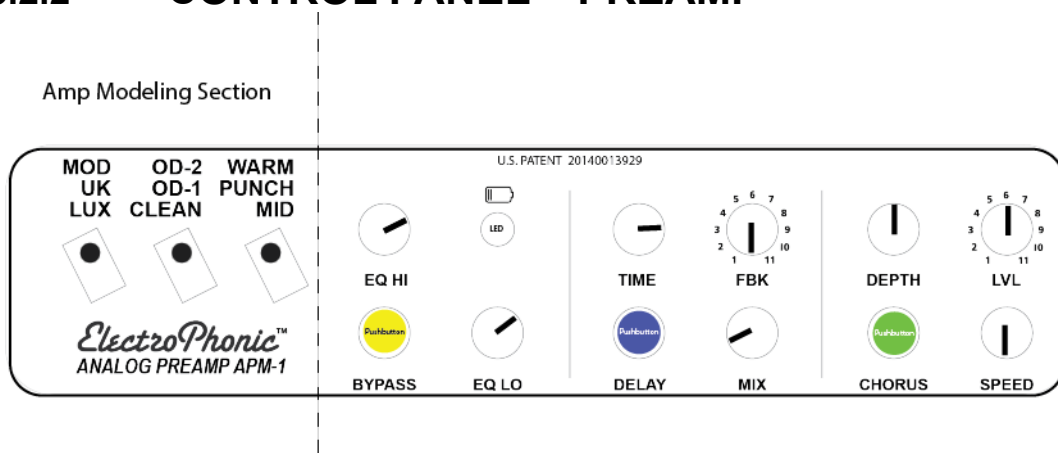 CONTROL PANEL - PREAMP
Amp Modeling Section
U.S. PATENT 20140013929
MOD OD-2 WARM
UK OD-1 PUNCH
LUX CLEAN MID
LED
5 6 7
4 8
3 9
2 10
1 11
5 6 7
4 8
3 9
2 10
1 11
EQ HI TIME FBK DEPTH LVL
Pushbutton Pushbutton Pushbutton
ElectroPhonic™
ANALOG PREAMP APM-1
BYPASS EQ LO DELAY MIX CHORUS SPEED